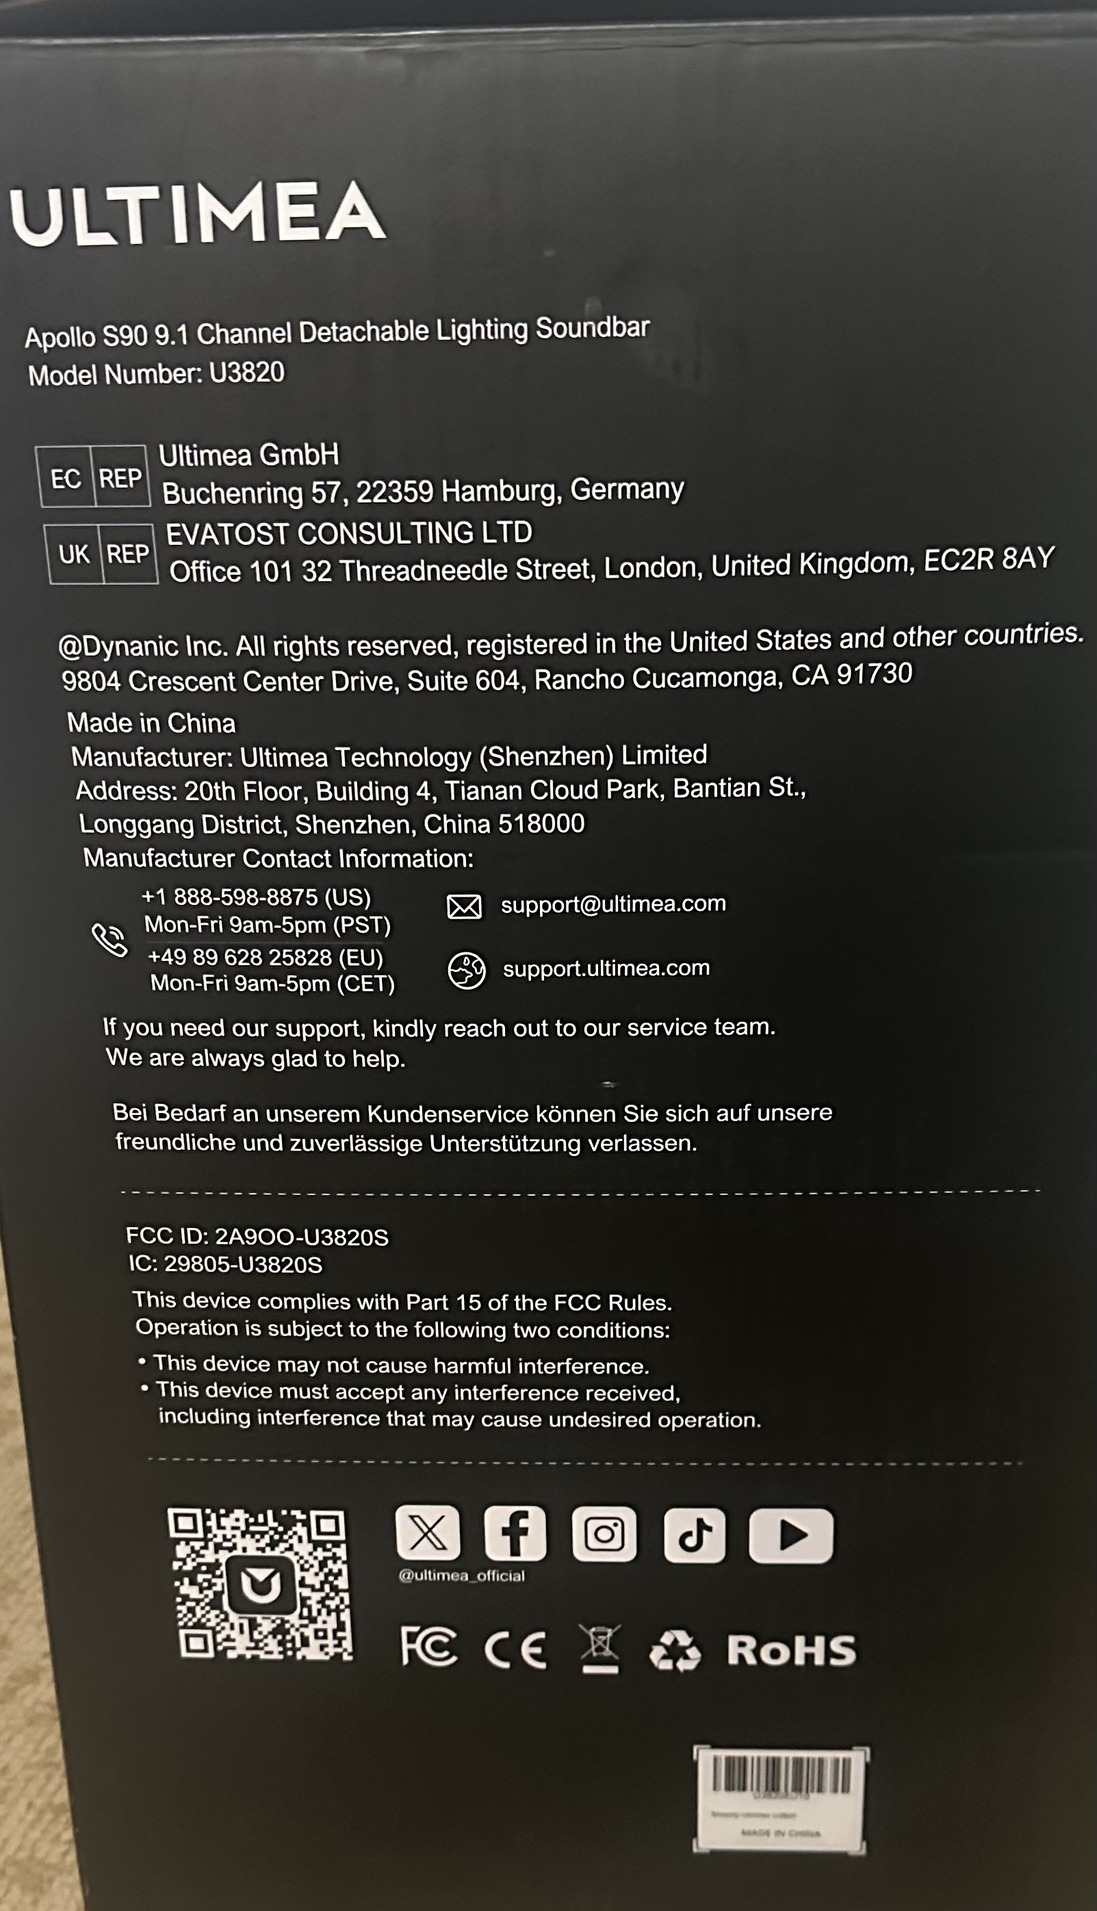 ULTIMEA
Apollo S90 9.1 Channel Detachable Lighting Soundbar
Model Number: U3820
EC REP
Ultimea GmbH
Buchenring 57, 22359 Hamburg, Germany
UK REP
EVATOST CONSULTING LTD
Office 101 32 Threadneedle Street, London, United Kingdom, EC2R 8AY
@Dynanic Inc. All rights reserved, registered in the United States and other countries.
9804 Crescent Center Drive, Suite 604, Rancho Cucamonga, CA 91730
Made in China
Manufacturer: Ultimea Technology (Shenzhen) Limited
Address: 20th Floor, Building 4, Tianan Cloud Park, Bantian St.,
Longgang District, Shenzhen, China 518000
Manufacturer Contact Information:
+1 888-598-8875 (US)
Mon-Fri 9am-5pm (PST)
+49 89 628 25828 (EU)
Mon-Fri 9am-5pm (CET)
support@ultimea.com
support.ultimea.com
If you need our support, kindly reach out to our service team.
We are always glad to help.
Bei Bedarf an unserem Kundenservice können Sie sich auf unsere
freundliche und zuverlässige Unterstützung verlassen.
FCC ID: 2A9OO-U3820S
IC: 29805-U3820S
This device complies with Part 15 of the FCC Rules.
Operation is subject to the following two conditions:
• This device may not cause harmful interference.
• This device must accept any interference received,
including interference that may cause undesired operation.
@ultimea_official
FC CE RoHS
MADE IN CHINA